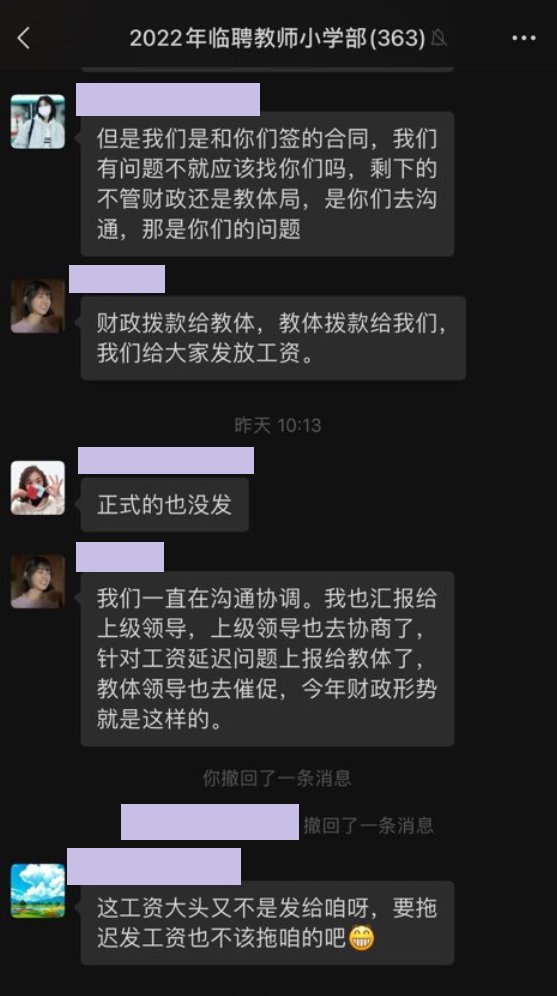 2022年临聘教师小学部(363)
但是我们是和你们签的合同，我们
有问题不就应该找你们吗，剩下的
不管财政还是教体局，是你们去沟
通，那是你们的问题
财政拨款给教体，教体拨款给我们，
我们给大家发放工资。
昨天 10:13
正式的也没发
我们一直在沟通协调。我也汇报给
上级领导，上级领导也去协商了，
针对工资延迟问题上报给教体了，
教体领导也去催促，今年财政形势
就是这样的。
你撤回了一条消息
撤回了一条消息
这工资大头又不是发给咱呀，要拖
迟发工资也不该拖咱的吧😁